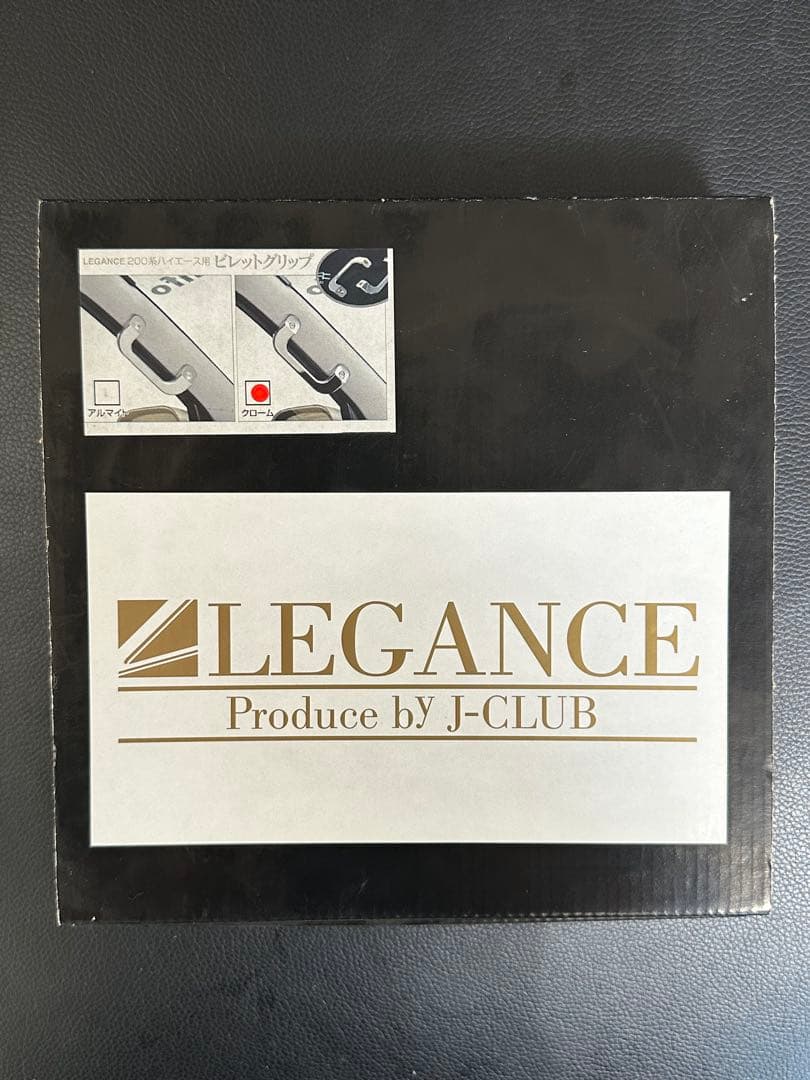 LEGANCE 200系ハイエース用 ビレットグリップ
アルマイト
クローム
LEGANCE
Produce by J-CLUB